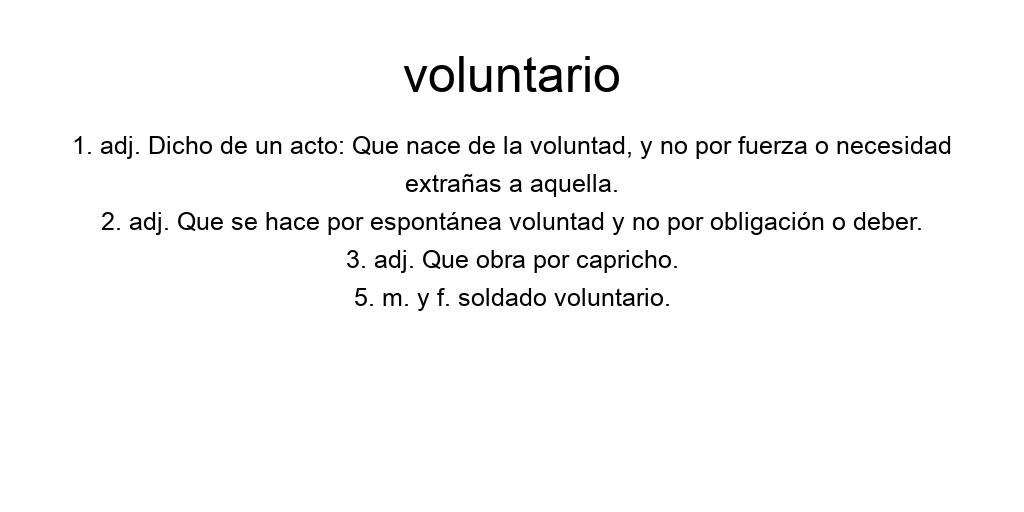 voluntario
1. adj. Dicho de un acto: Que nace de la voluntad, y no por fuerza o necesidad
extrañas a aquella.
2. adj. Que se hace por espontánea voluntad y no por obligación o deber.
3. adj. Que obra por capricho.
5. m. y f. soldado voluntario.